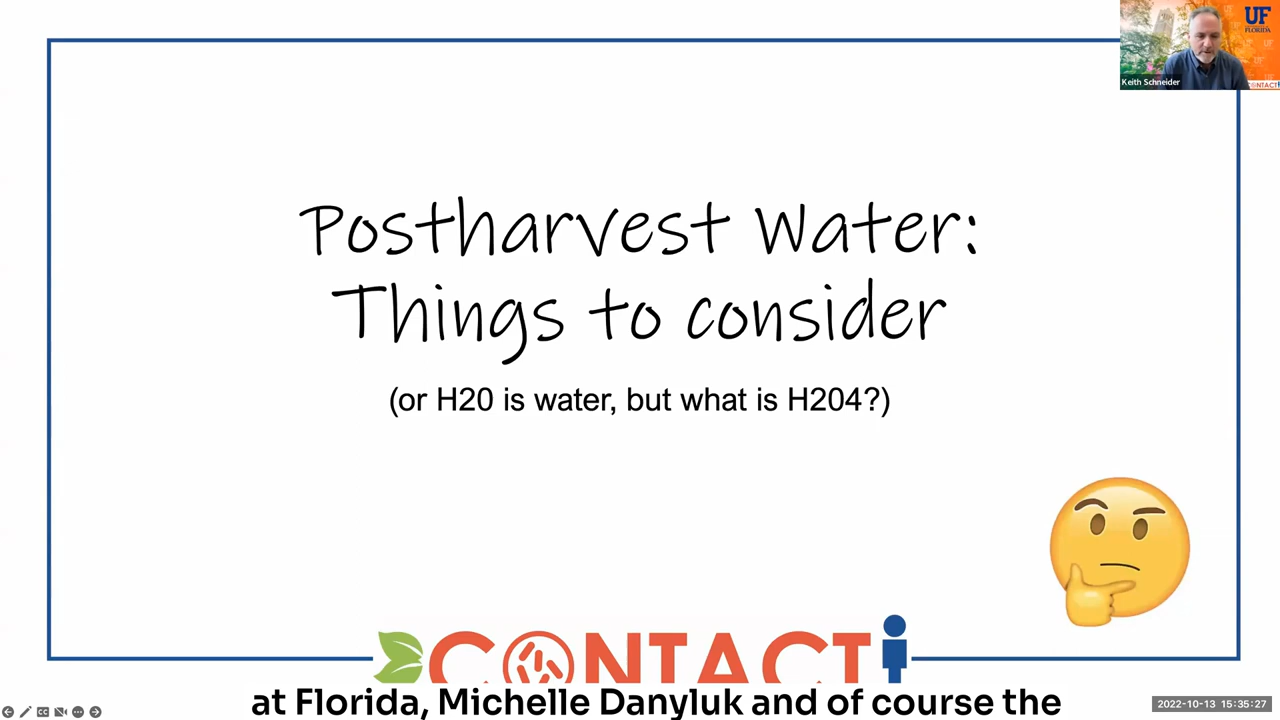 UF
FLORIDA
Keith Schneider
CONTACT
Postharvest Water:
Things to consider
(or H20 is water, but what is H204?)
CONTACT
at Florida, Michelle Danyluk and of course the
2022-10-13 15:35:27